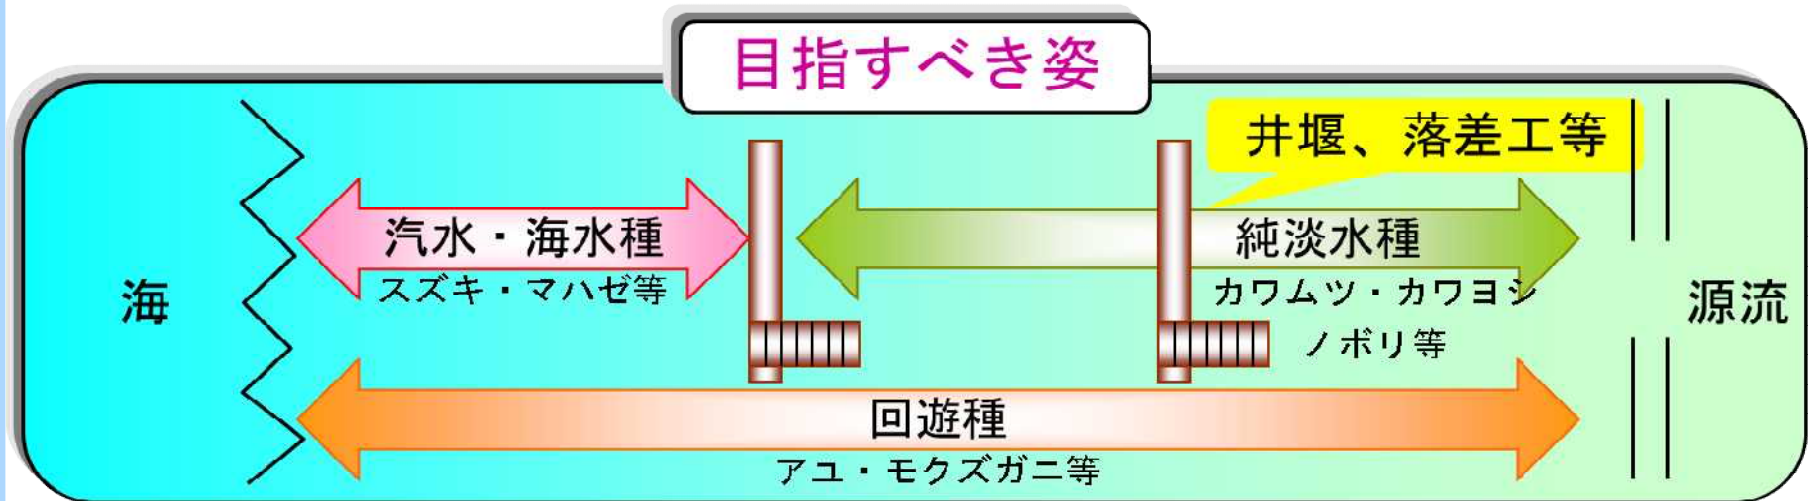 目指すべき姿
井堰、落差工等
汽水・海水種
スズキ・マハゼ等
純淡水種
カワムツ・カワヨシ
ノボリ等
海
源流
回遊種
アユ・モクズガニ等